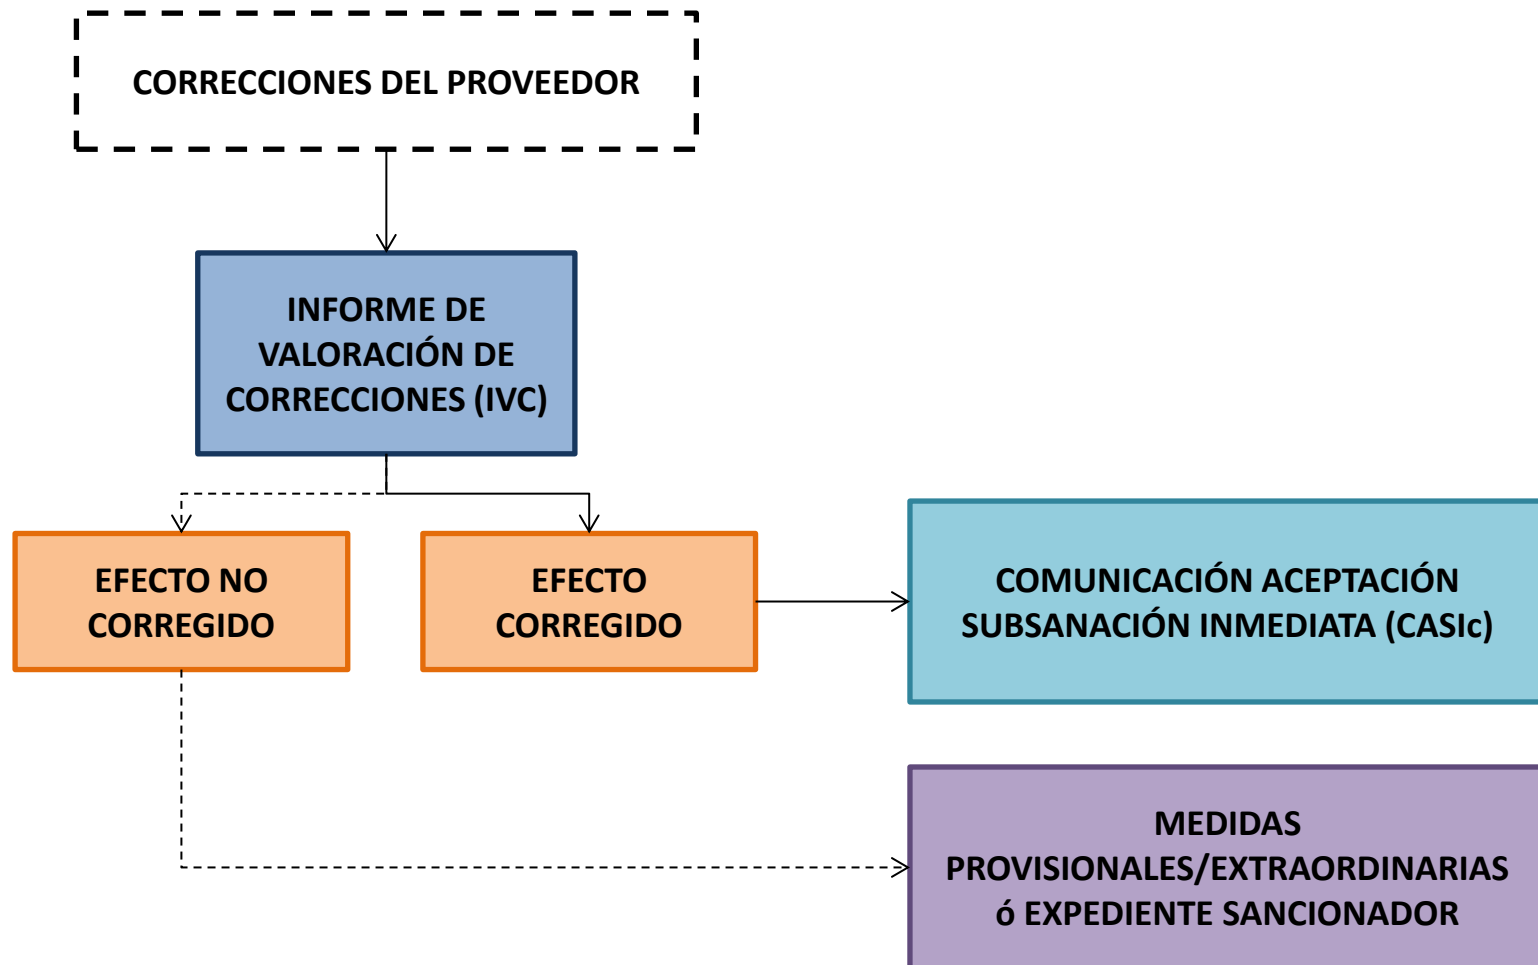 CORRECCIONES DEL PROVEEDOR
INFORME DE
VALORACIÓN DE
CORRECCIONES (IVC)
EFECTO NO
CORREGIDO
EFECTO
CORREGIDO
COMUNICACIÓN ACEPTACIÓN
SUBSANACIÓN INMEDIATA (CASIc)
MEDIDAS
PROVISIONALES/EXTRAORDINARIAS
ó EXPEDIENTE SANCIONADOR